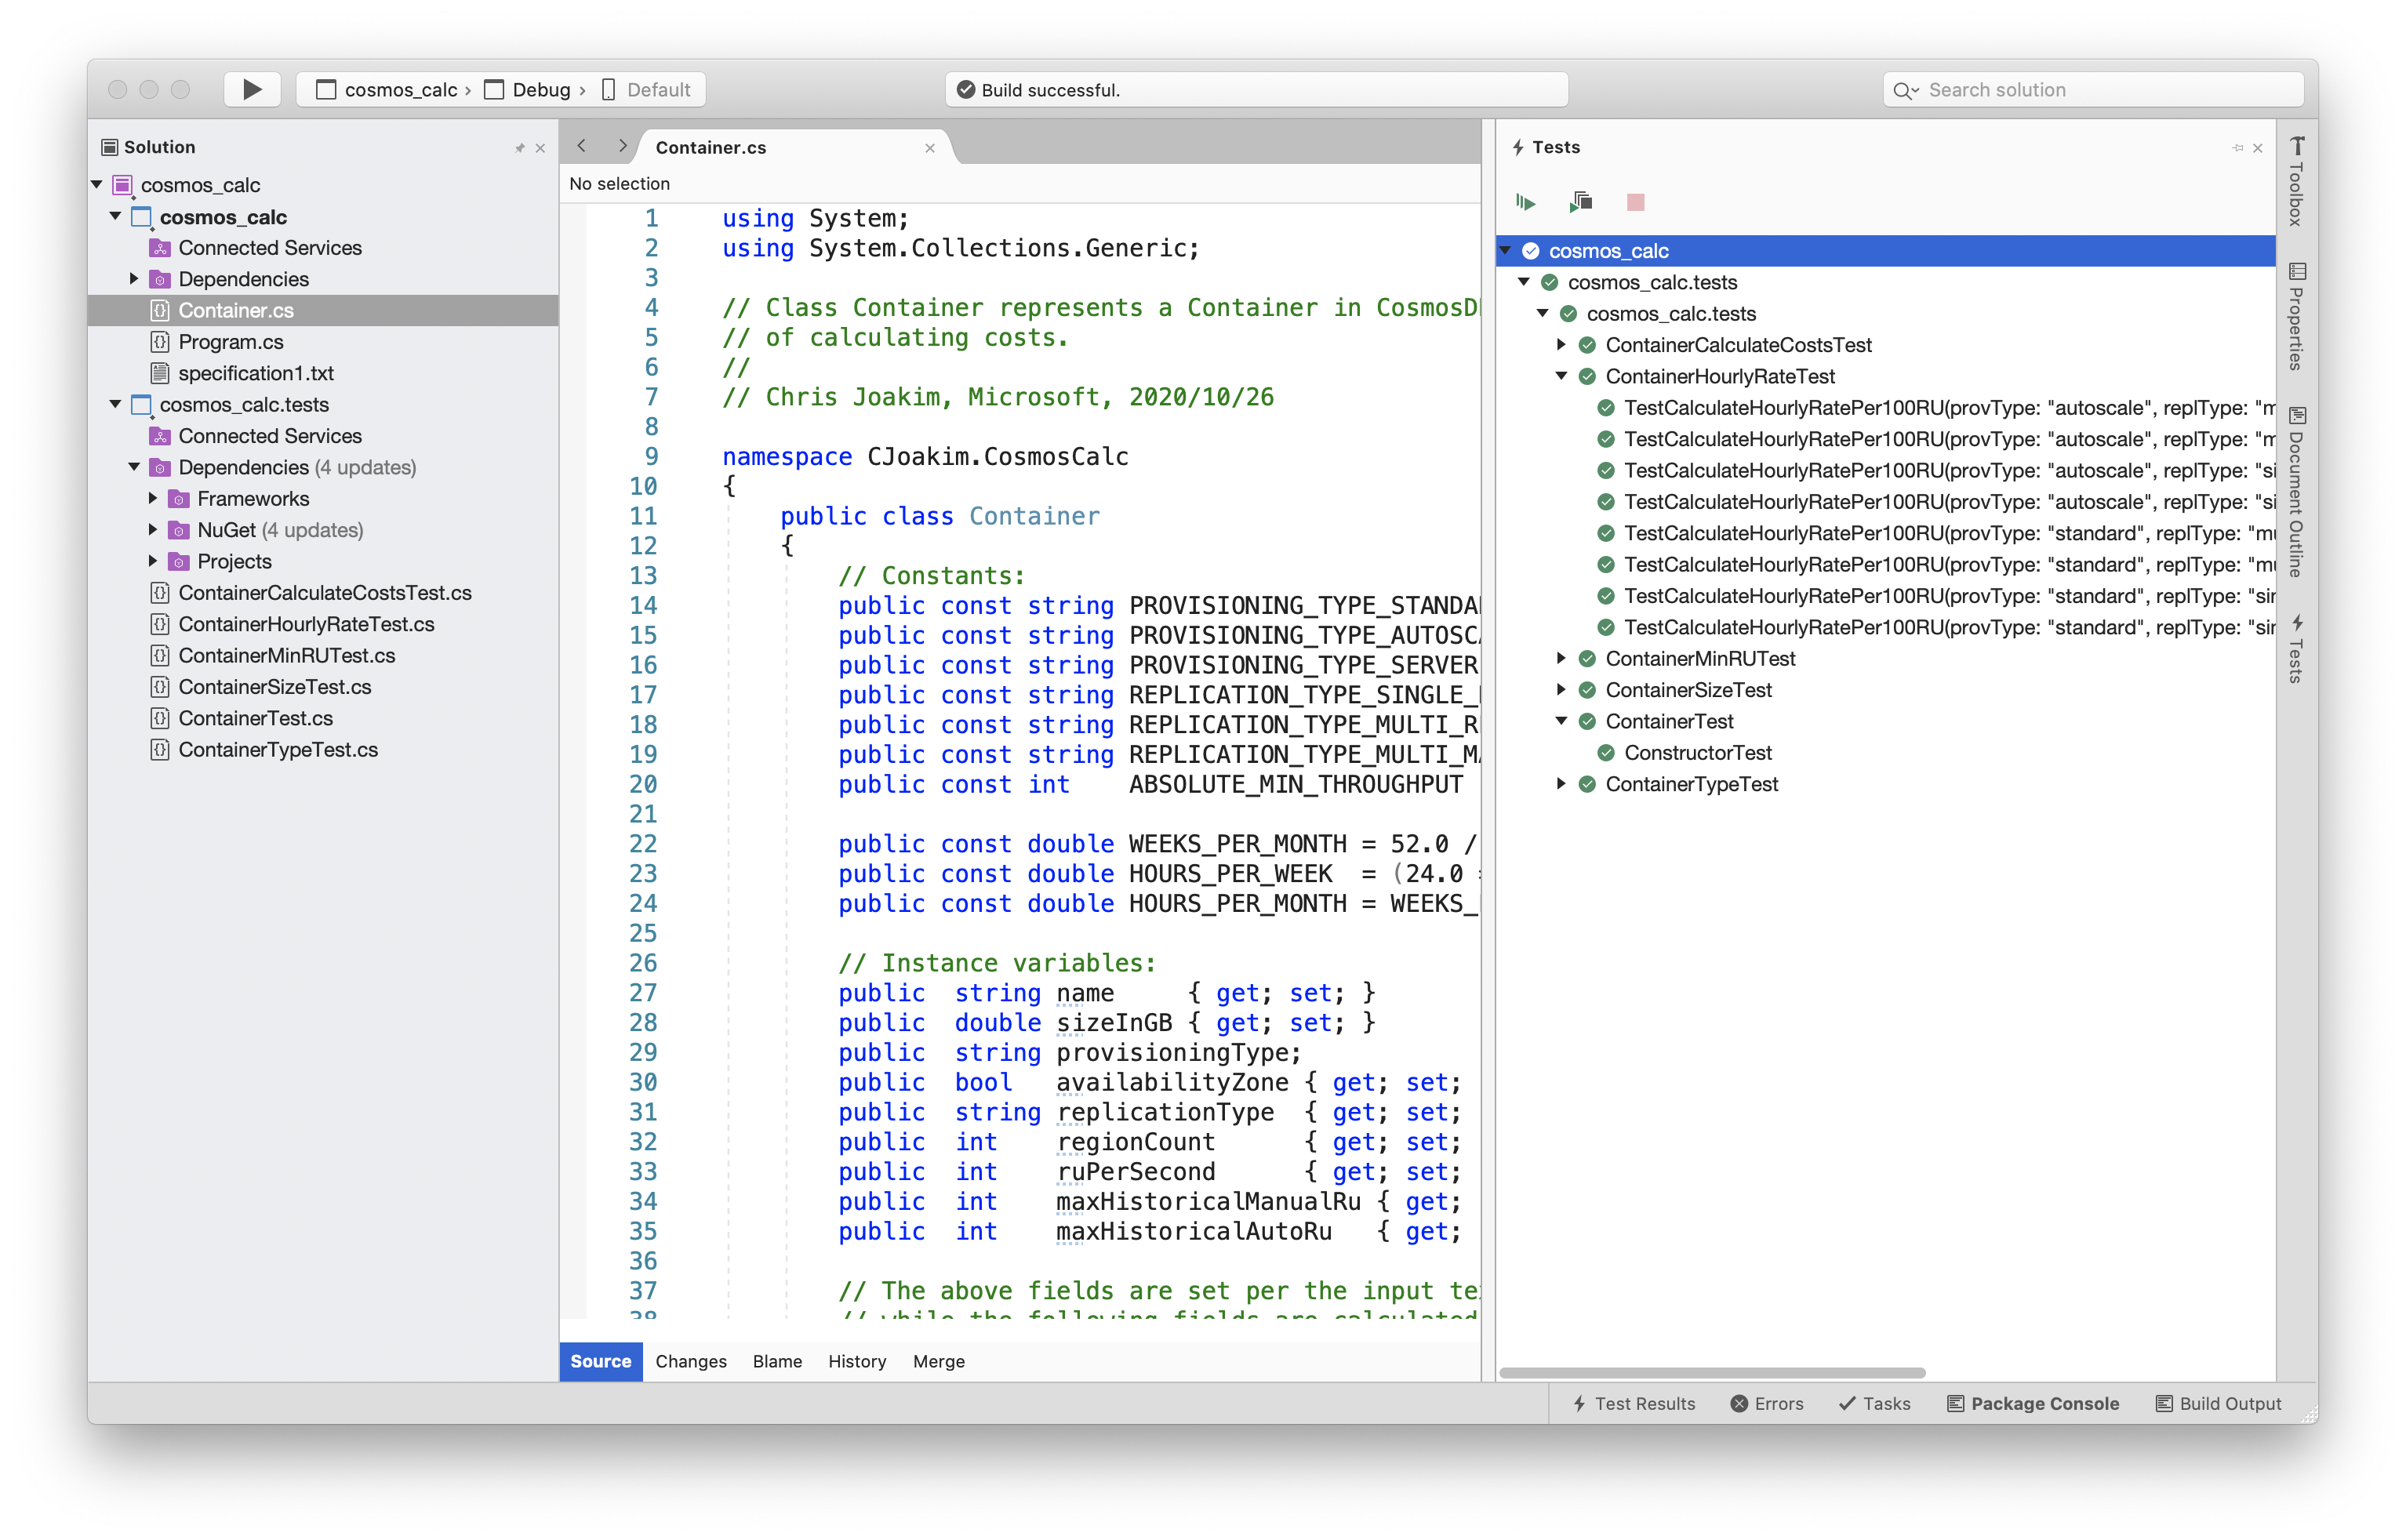 cosmos_calc › Debug › Default
Build successful.
Search solution
Solution
cosmos_calc
cosmos_calc
Connected Services
Dependencies
Container.cs
Program.cs
specification1.txt
cosmos_calc.tests
Connected Services
Dependencies (4 updates)
Frameworks
NuGet (4 updates)
Projects
ContainerCalculateCostsTest.cs
ContainerHourlyRateTest.cs
ContainerMinRUTest.cs
ContainerSizeTest.cs
ContainerTest.cs
ContainerTypeTest.cs
Container.cs
No selection
1 using System;
2 using System.Collections.Generic;
3
4 // Class Container represents a Container in
5 // of calculating costs.
6 //
7 // Chris Joakim, Microsoft, 2020/10/26
8
9 namespace CJoakim.CosmosCalc
10 {
11 public class Container
12 {
13 // Constants:
14 public const string PROVISIONING_TYPE_STANDA
15 public const string PROVISIONING_TYPE_AUTOSC
16 public const string PROVISIONING_TYPE_SERVER
17 public const string REPLICATION_TYPE_SINGLE_
18 public const string REPLICATION_TYPE_MULTI_R
19 public const string REPLICATION_TYPE_MULTI_M
20 public const int ABSOLUTE_MIN_THROUGHPUT
21
22 public const double WEEKS_PER_MONTH = 52.0 /
23 public const double HOURS_PER_WEEK = (24.0
24 public const double HOURS_PER_MONTH = WEEKS_
25
26 // Instance variables:
27 public string name { get; set; }
28 public double sizeInGB { get; set; }
29 public string provisioningType;
30 public bool availabilityZone { get; set;
31 public string replicationType { get; set;
32 public int regionCount { get; set;
33 public int ruPerSecond { get; set;
34 public int maxHistoricalManualRu { get;
35 public int maxHistoricalAutoRu { get;
36
37 // The above fields are set per the input
38 // while the following fields are calculated
Source Changes Blame History Merge
Tests
cosmos_calc
cosmos_calc.tests
cosmos_calc.tests
ContainerCalculateCostsTest
ContainerHourlyRateTest
TestCalculateHourlyRatePer100RU(provType: "autoscale", replType: "m
TestCalculateHourlyRatePer100RU(provType: "autoscale", replType: "m
TestCalculateHourlyRatePer100RU(provType: "autoscale", replType: "si
TestCalculateHourlyRatePer100RU(provType: "autoscale", replType: "si
TestCalculateHourlyRatePer100RU(provType: "standard", replType: "mu
TestCalculateHourlyRatePer100RU(provType: "standard", replType: "mu
TestCalculateHourlyRatePer100RU(provType: "standard", replType: "sin
TestCalculateHourlyRatePer100RU(provType: "standard", replType: "sin
ContainerMinRUTest
ContainerSizeTest
ContainerTest
ConstructorTest
ContainerTypeTest
Toolbox
Properties
Document Outline
Tests
Test Results Errors Tasks Package Console Build Output